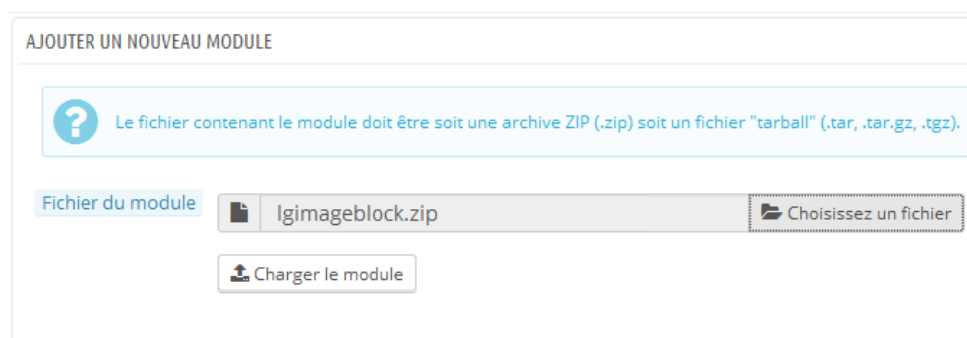 AJOUTER UN NOUVEAU MODULE
Le fichier contenant le module doit être soit une archive ZIP (.zip) soit un fichier "tarball" (.tar, .tar.gz, .tgz).
Fichier du module
lgimageblock.zip
Choisissez un fichier
Charger le module